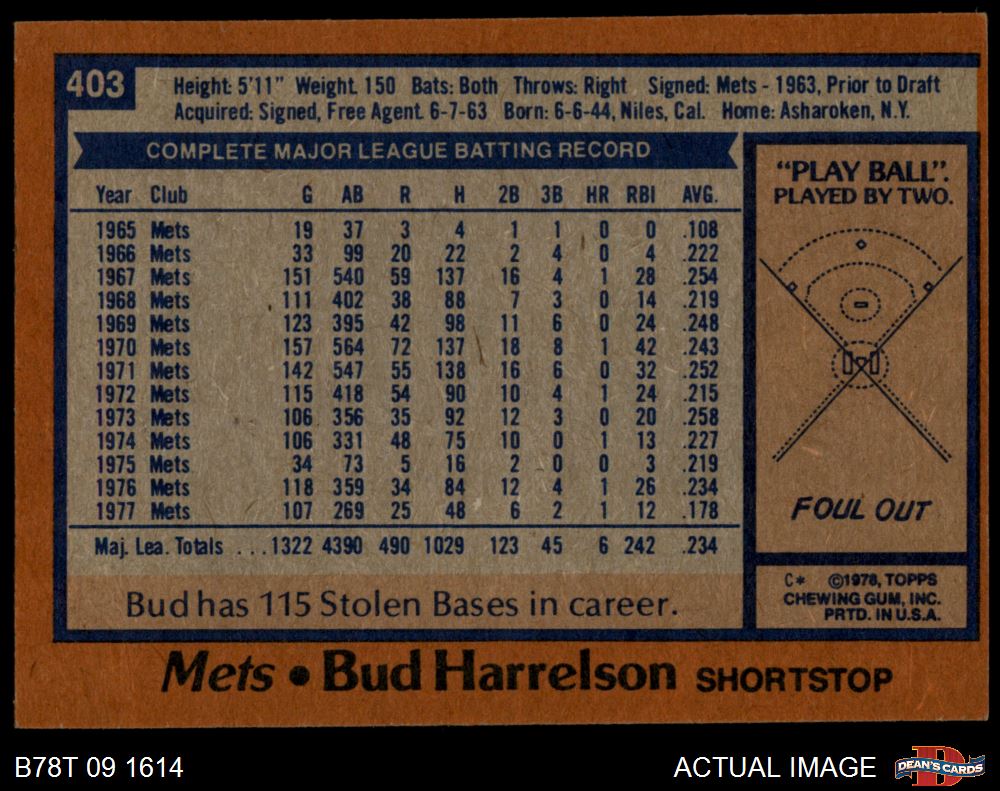 403
Height: 5'11" Weight. 150 Bats: Both Throws: Right Signed: Mets - 1963, Prior to Draft
Acquired: Signed, Free Agent. 6-7-63 Born: 6-6-44, Niles, Cal. Home: Asharoken, N.Y.
COMPLETE MAJOR LEAGUE BATTING RECORD
Year Club G AB R H 2B 3B HR RBI AVG.
1965 Mets 19 37 3 4 1 1 0 0 .108
1966 Mets 33 99 20 22 2 4 0 4 .222
1967 Mets 151 540 59 137 16 4 1 28 .254
1968 Mets 111 402 38 88 7 3 0 14 .219
1969 Mets 123 395 42 98 11 6 0 24 .248
1970 Mets 157 564 72 137 18 8 1 42 .243
1971 Mets 142 547 55 138 16 6 0 32 .252
1972 Mets 115 418 54 90 10 4 1 24 .215
1973 Mets 106 356 35 92 12 3 0 20 .258
1974 Mets 106 331 48 75 10 0 1 13 .227
1975 Mets 34 73 5 16 2 0 0 3 .219
1976 Mets 118 359 34 84 12 4 1 26 .234
1977 Mets 107 269 25 48 6 2 1 12 .178
Maj. Lea. Totals ...1322 4390 490 1029 123 45 6 242 .234
Bud has 115 Stolen Bases in career.
"PLAY BALL".
PLAYED BY TWO.
FOUL OUT
C* ©1978, TOPPS
CHEWING GUM, INC.
PRTD. IN U.S.A.
Mets • Bud Harrelson SHORTSTOP
B78T 09 1614
ACTUAL IMAGE
D
DEAN'S CARDS